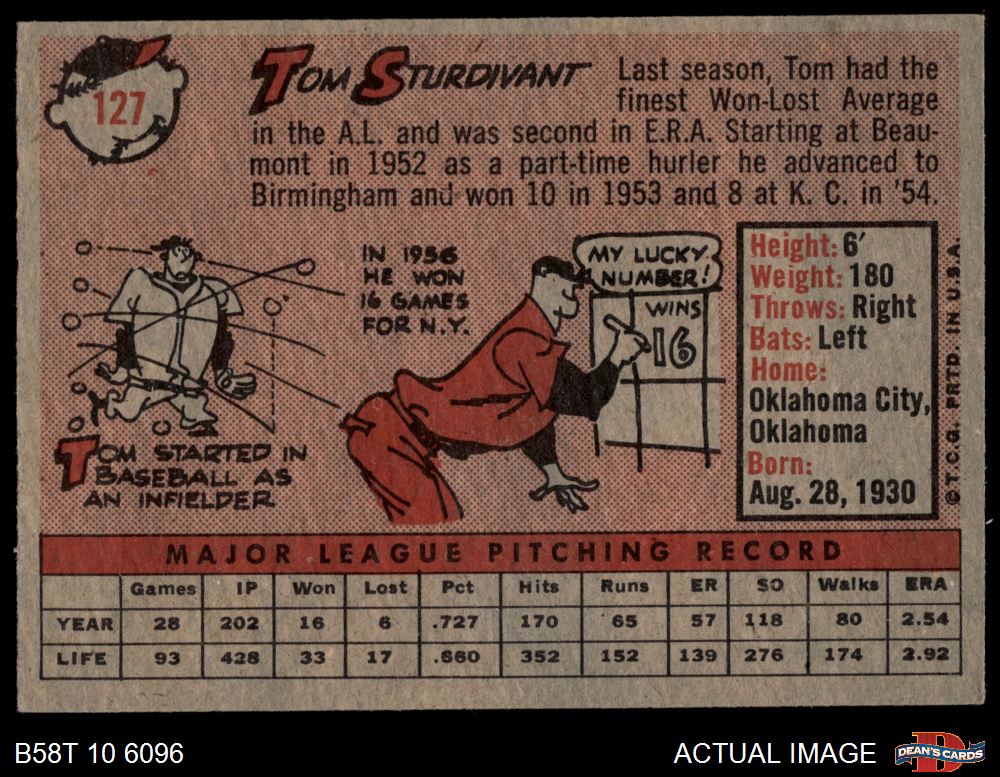 127
TOM STURDIVANT
Last season, Tom had the
finest Won-Lost Average
in the A.L. and was second in E.R.A. Starting at Beau-
mont in 1952 as a part-time hurler he advanced to
Birmingham and won 10 in 1953 and 8 at K. C. in '54.
TOM STARTED IN
BASEBALL AS
AN INFIELDER
IN 1956
HE WON
16 GAMES
FOR N.Y.
MY LUCKY
NUMBER!
WINS
16
Height: 6'
Weight: 180
Throws: Right
Bats: Left
Home:
Oklahoma City,
Oklahoma
Born:
Aug. 28, 1930
© T.C.G. PRTD. IN U.S.A.
MAJOR LEAGUE PITCHING RECORD
Games IP Won Lost Pct Hits Runs ER SO Walks ERA
YEAR 28 202 16 6 .727 170 65 57 118 80 2.54
LIFE 93 428 33 17 .660 352 152 139 276 174 2.92
B58T 10 6096
ACTUAL IMAGE
DEAN'S CARDS